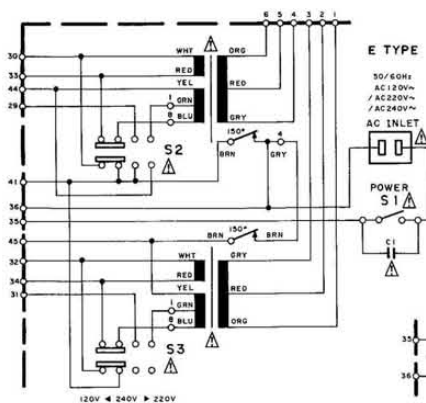 6 5 4 3 2 1
E TYPE
50/60Hz
AC120V~
/AC220V~
/AC240V~
AC INLET
30 WHT ORG
33 RED
44 YEL RED
29 1 GRN
8 BLU GRY
S2 150° 4
BRN GRY
41
36 POWER
35 S1
45 BRN 150° BRN
C1
32 WHT GRY
34 RED
YEL RED
31 1 GRN
8 BLU ORG
S3
35
36
120V ◄ 240V ► 220V